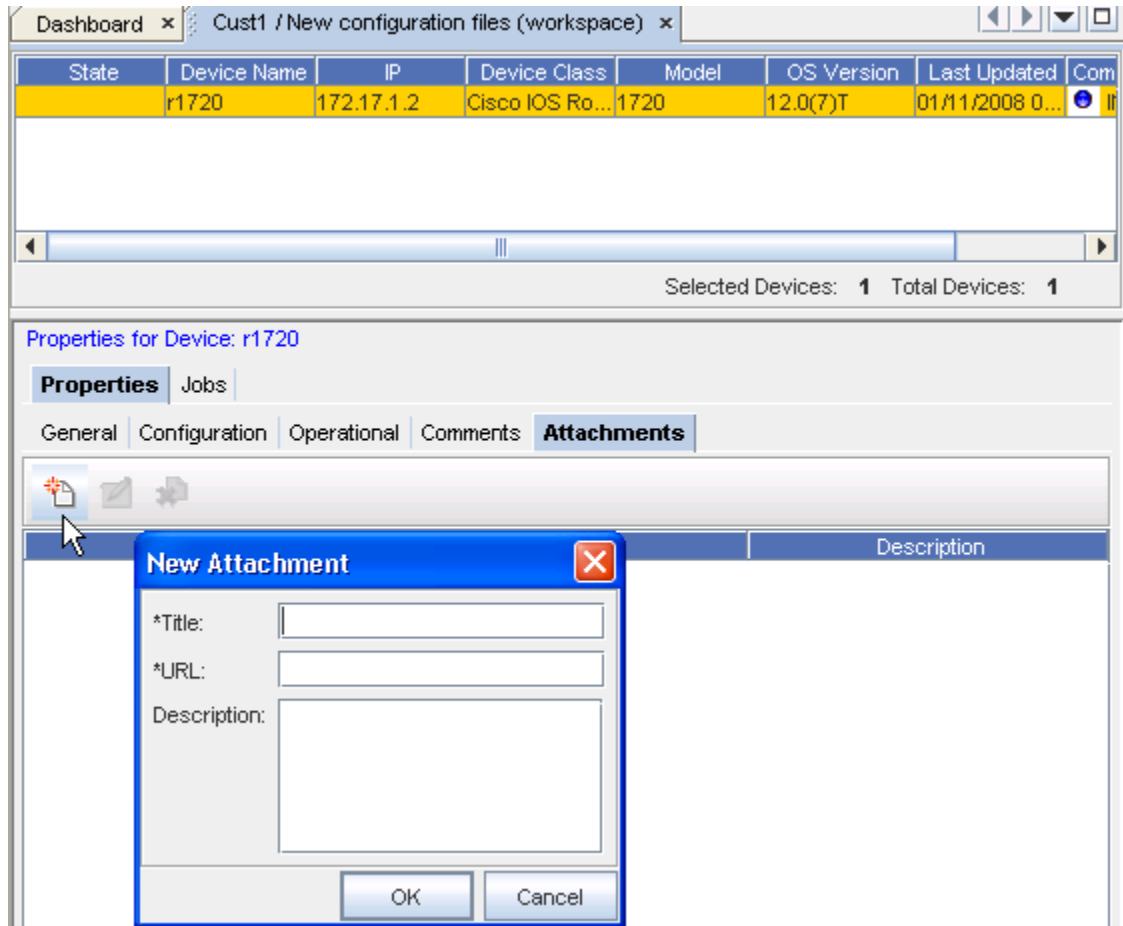 Dashboard × Cust1 / New configuration files (workspace) ×
State Device Name IP Device Class Model OS Version Last Updated Com
r1720 172.17.1.2 Cisco IOS Ro... 1720 12.0(7)T 01/11/2008 0...
Selected Devices: 1 Total Devices: 1
Properties for Device: r1720
Properties Jobs
General Configuration Operational Comments Attachments
Description
New Attachment
*Title:
*URL:
Description:
OK Cancel